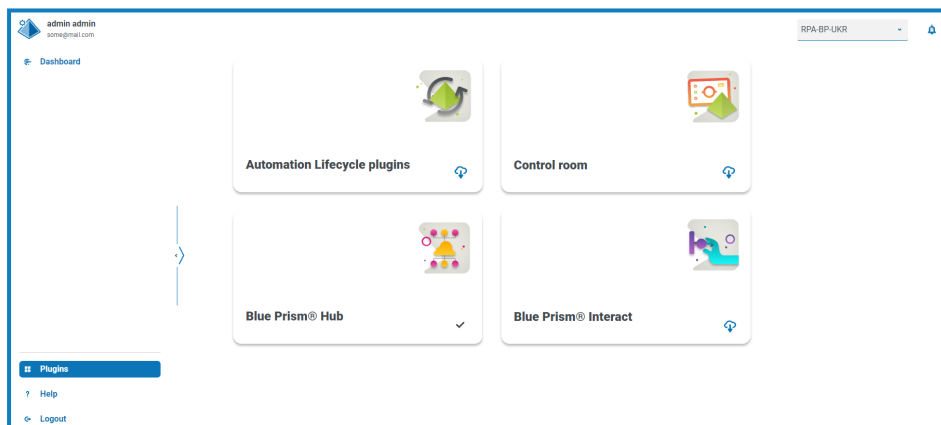 admin admin
some@mail.com
RPA-BP-UKR
Dashboard
Automation Lifecycle plugins
Control room
Blue Prism® Hub
Blue Prism® Interact
Plugins
? Help
Logout